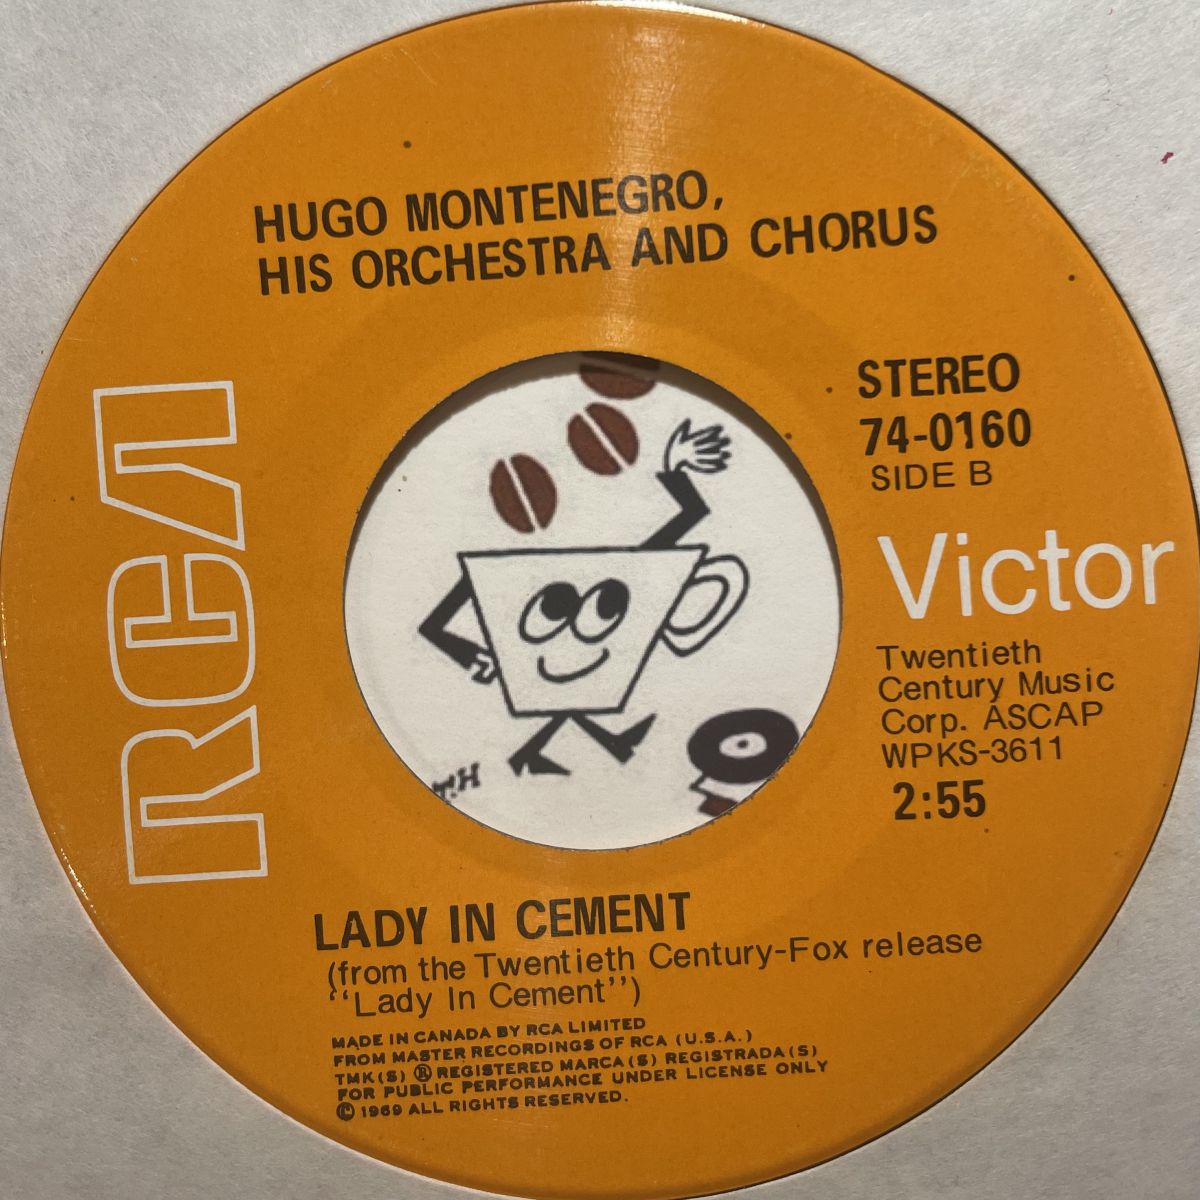 HUGO MONTENEGRO,
HIS ORCHESTRA AND CHORUS
RCA
STEREO
74-0160
SIDE B
Victor
Twentieth
Century Music
Corp. ASCAP
WPKS-3611
2:55
LADY IN CEMENT
(from the Twentieth Century-Fox release
"Lady In Cement")
MADE IN CANADA BY RCA LIMITED
FROM MASTER RECORDINGS OF RCA (U.S.A.)
TMK(S) ® REGISTERED MARCA(S) REGISTRADA(S)
FOR PUBLIC PERFORMANCE UNDER LICENSE ONLY
© 1969 ALL RIGHTS RESERVED.